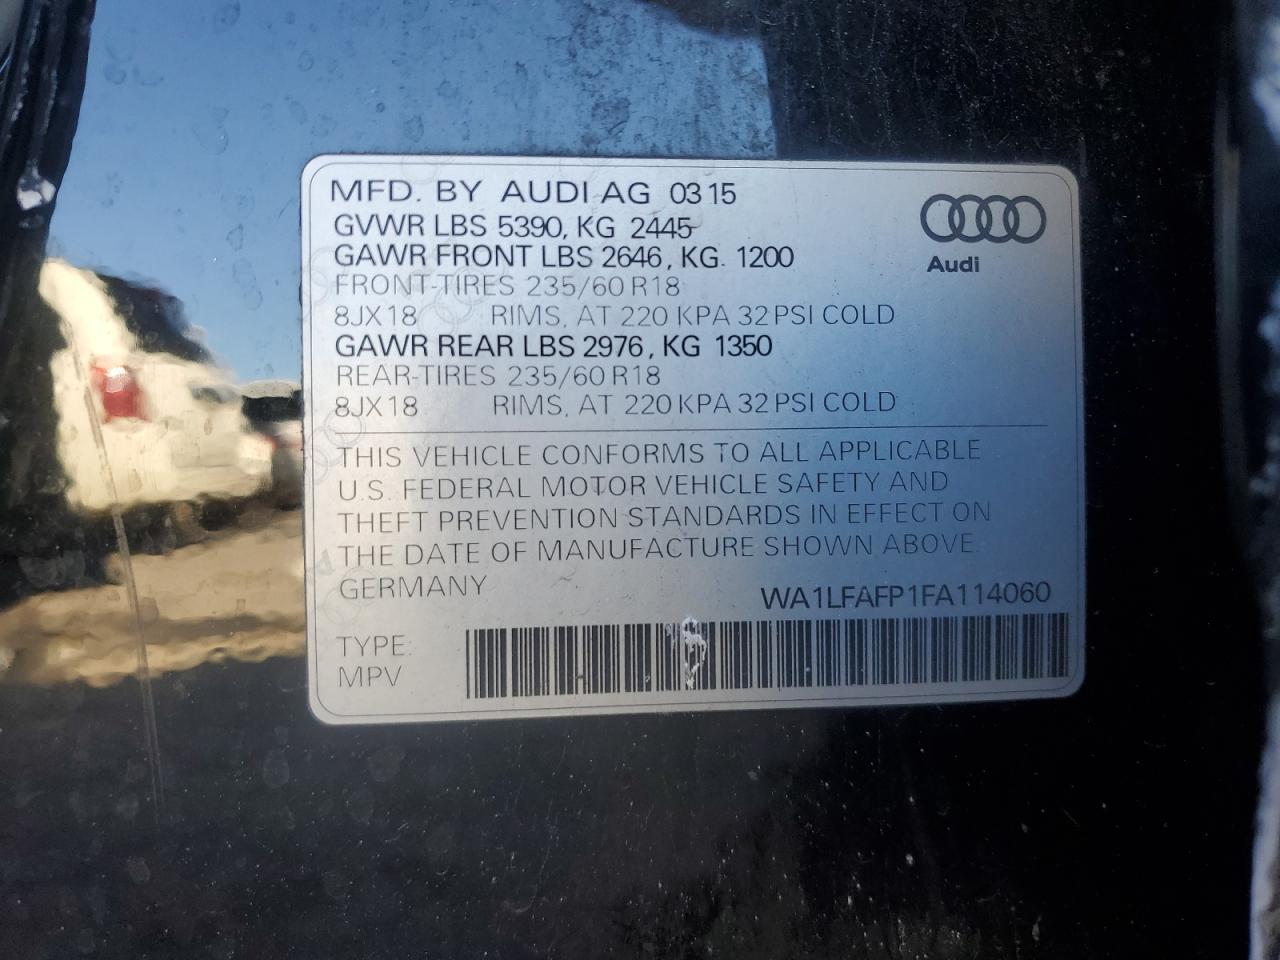 MFD. BY AUDI AG 03 15
GVWR LBS 5390, KG 2445
GAWR FRONT LBS 2646, KG. 1200
FRONT-TIRES 235/60 R18
8JX18 RIMS, AT 220 KPA 32 PSI COLD
GAWR REAR LBS 2976, KG 1350
REAR-TIRES 235/60 R18
8JX18 RIMS, AT 220 KPA 32 PSI COLD
Audi
THIS VEHICLE CONFORMS TO ALL APPLICABLE
U.S. FEDERAL MOTOR VEHICLE SAFETY AND
THEFT PREVENTION STANDARDS IN EFFECT ON
THE DATE OF MANUFACTURE SHOWN ABOVE.
GERMANY WA1LFAFP1FA114060
TYPE:
MPV